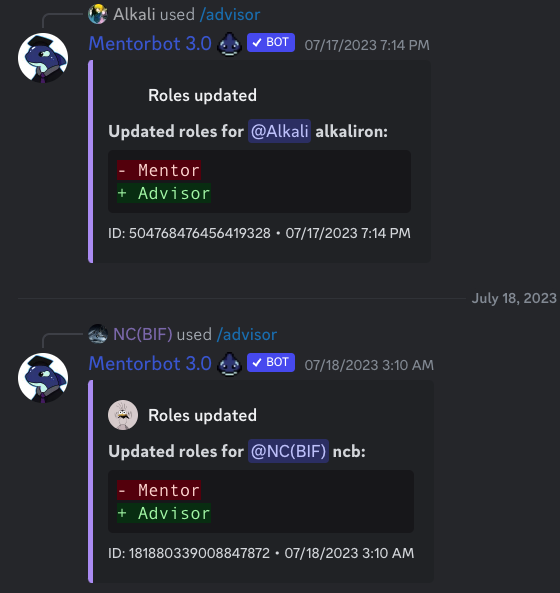 Alkali used /advisor
Mentorbot 3.0 ✓ BOT 07/17/2023 7:14 PM
Roles updated
Updated roles for @Alkali alkaliron:
- Mentor
+ Advisor
ID: 504768476456419328 • 07/17/2023 7:14 PM
July 18, 2023
NC(BIF) used /advisor
Mentorbot 3.0 ✓ BOT 07/18/2023 3:10 AM
Roles updated
Updated roles for @NC(BIF) ncb:
- Mentor
+ Advisor
ID: 181880339008847872 • 07/18/2023 3:10 AM